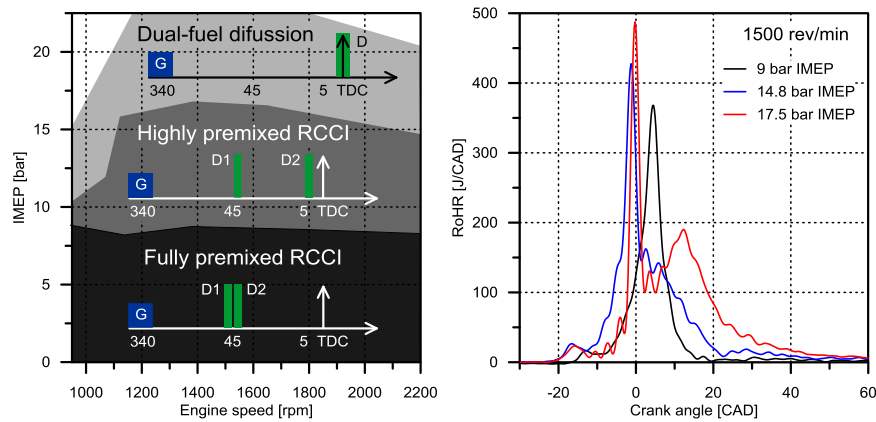 Dual-fuel difussion
G
D
340
45
5
TDC
Highly premixed RCCI
D1
D2
G
340
45
5 TDC
Fully premixed RCCI
D1
D2
G
340
45
5
TDC
20
15
10
5
0
IMEP [bar]
1000
1200
1400
1600
1800
2000
2200
Engine speed [rpm]
1500 rev/min
9 bar IMEP
14.8 bar IMEP
17.5 bar IMEP
500
400
300
200
100
0
RoHR [J/CAD]
-20
0
20
40
60
Crank angle [CAD]